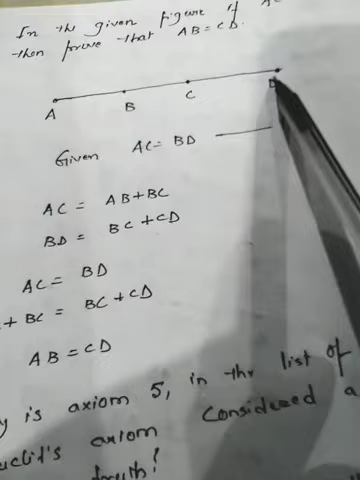 In the given figure if AC
then prove that AB = CD.
A B C D
Given AC = BD
AC = AB + BC
BD = BC + CD
AC = BD
+ BC = BC + CD
AB = CD
is axiom 5, in the list of
axiom considered a
truth?